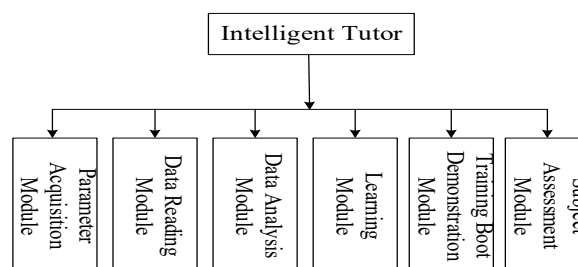 Intelligent Tutor
Parameter
Acquisition
Module
Data Reading
Module
Data Analysis
Module
Learning
Module
Training Boot
Demonstration
Module
Subject
Assessment
Module